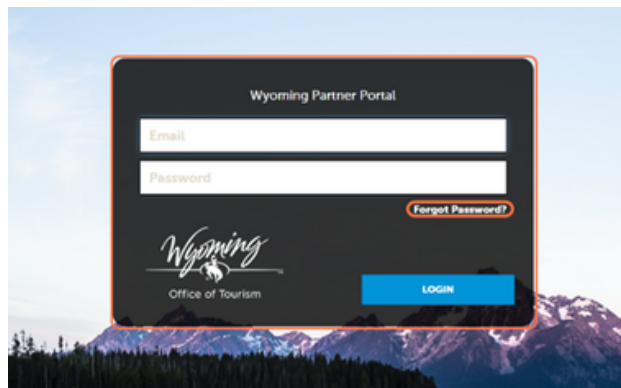 Wyoming Partner Portal
Email
Password
Forgot Password?
Wyoming
Office of Tourism
LOGIN